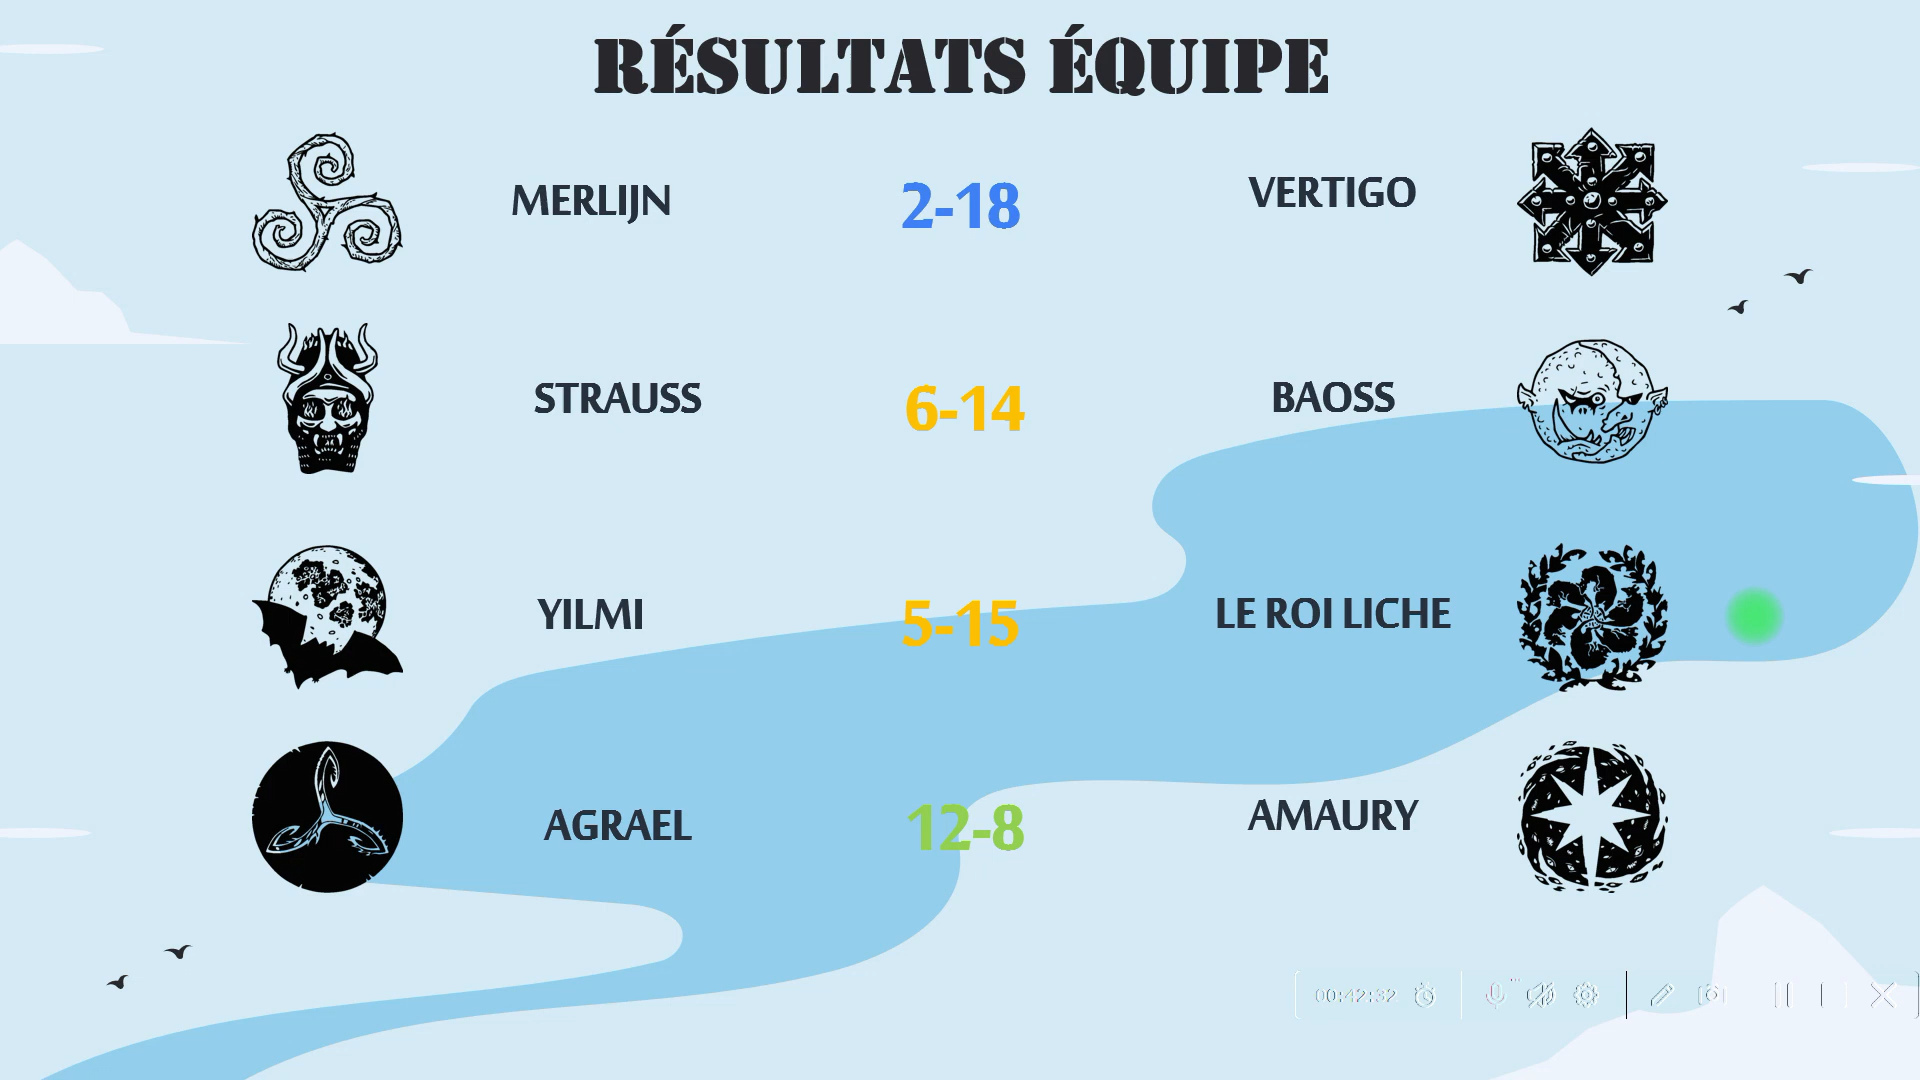 RÉSULTATS ÉQUIPE
MERLIJN 2-18 VERTIGO
STRAUSS 6-14 BAOSS
YILMI 5-15 LE ROI LICHE
AGRAEL 12-8 AMAURY
00:42:32